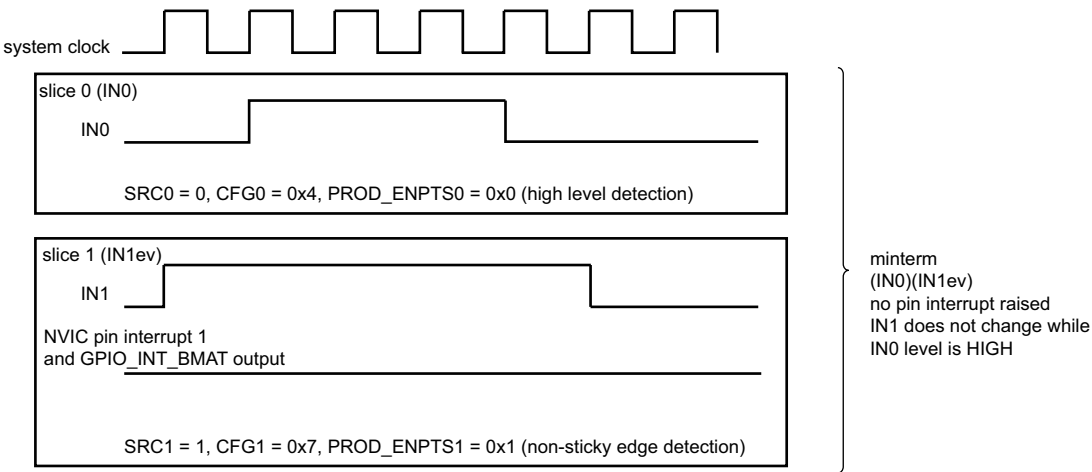 system clock
slice 0 (IN0)
IN0
SRC0 = 0, CFG0 = 0x4, PROD_ENPTS0 = 0x0 (high level detection)
slice 1 (IN1ev)
IN1
NVIC pin interrupt 1
and GPIO_INT_BMAT output
SRC1 = 1, CFG1 = 0x7, PROD_ENPTS1 = 0x1 (non-sticky edge detection)
minterm
(IN0)(IN1ev)
no pin interrupt raised
IN1 does not change while
IN0 level is HIGH